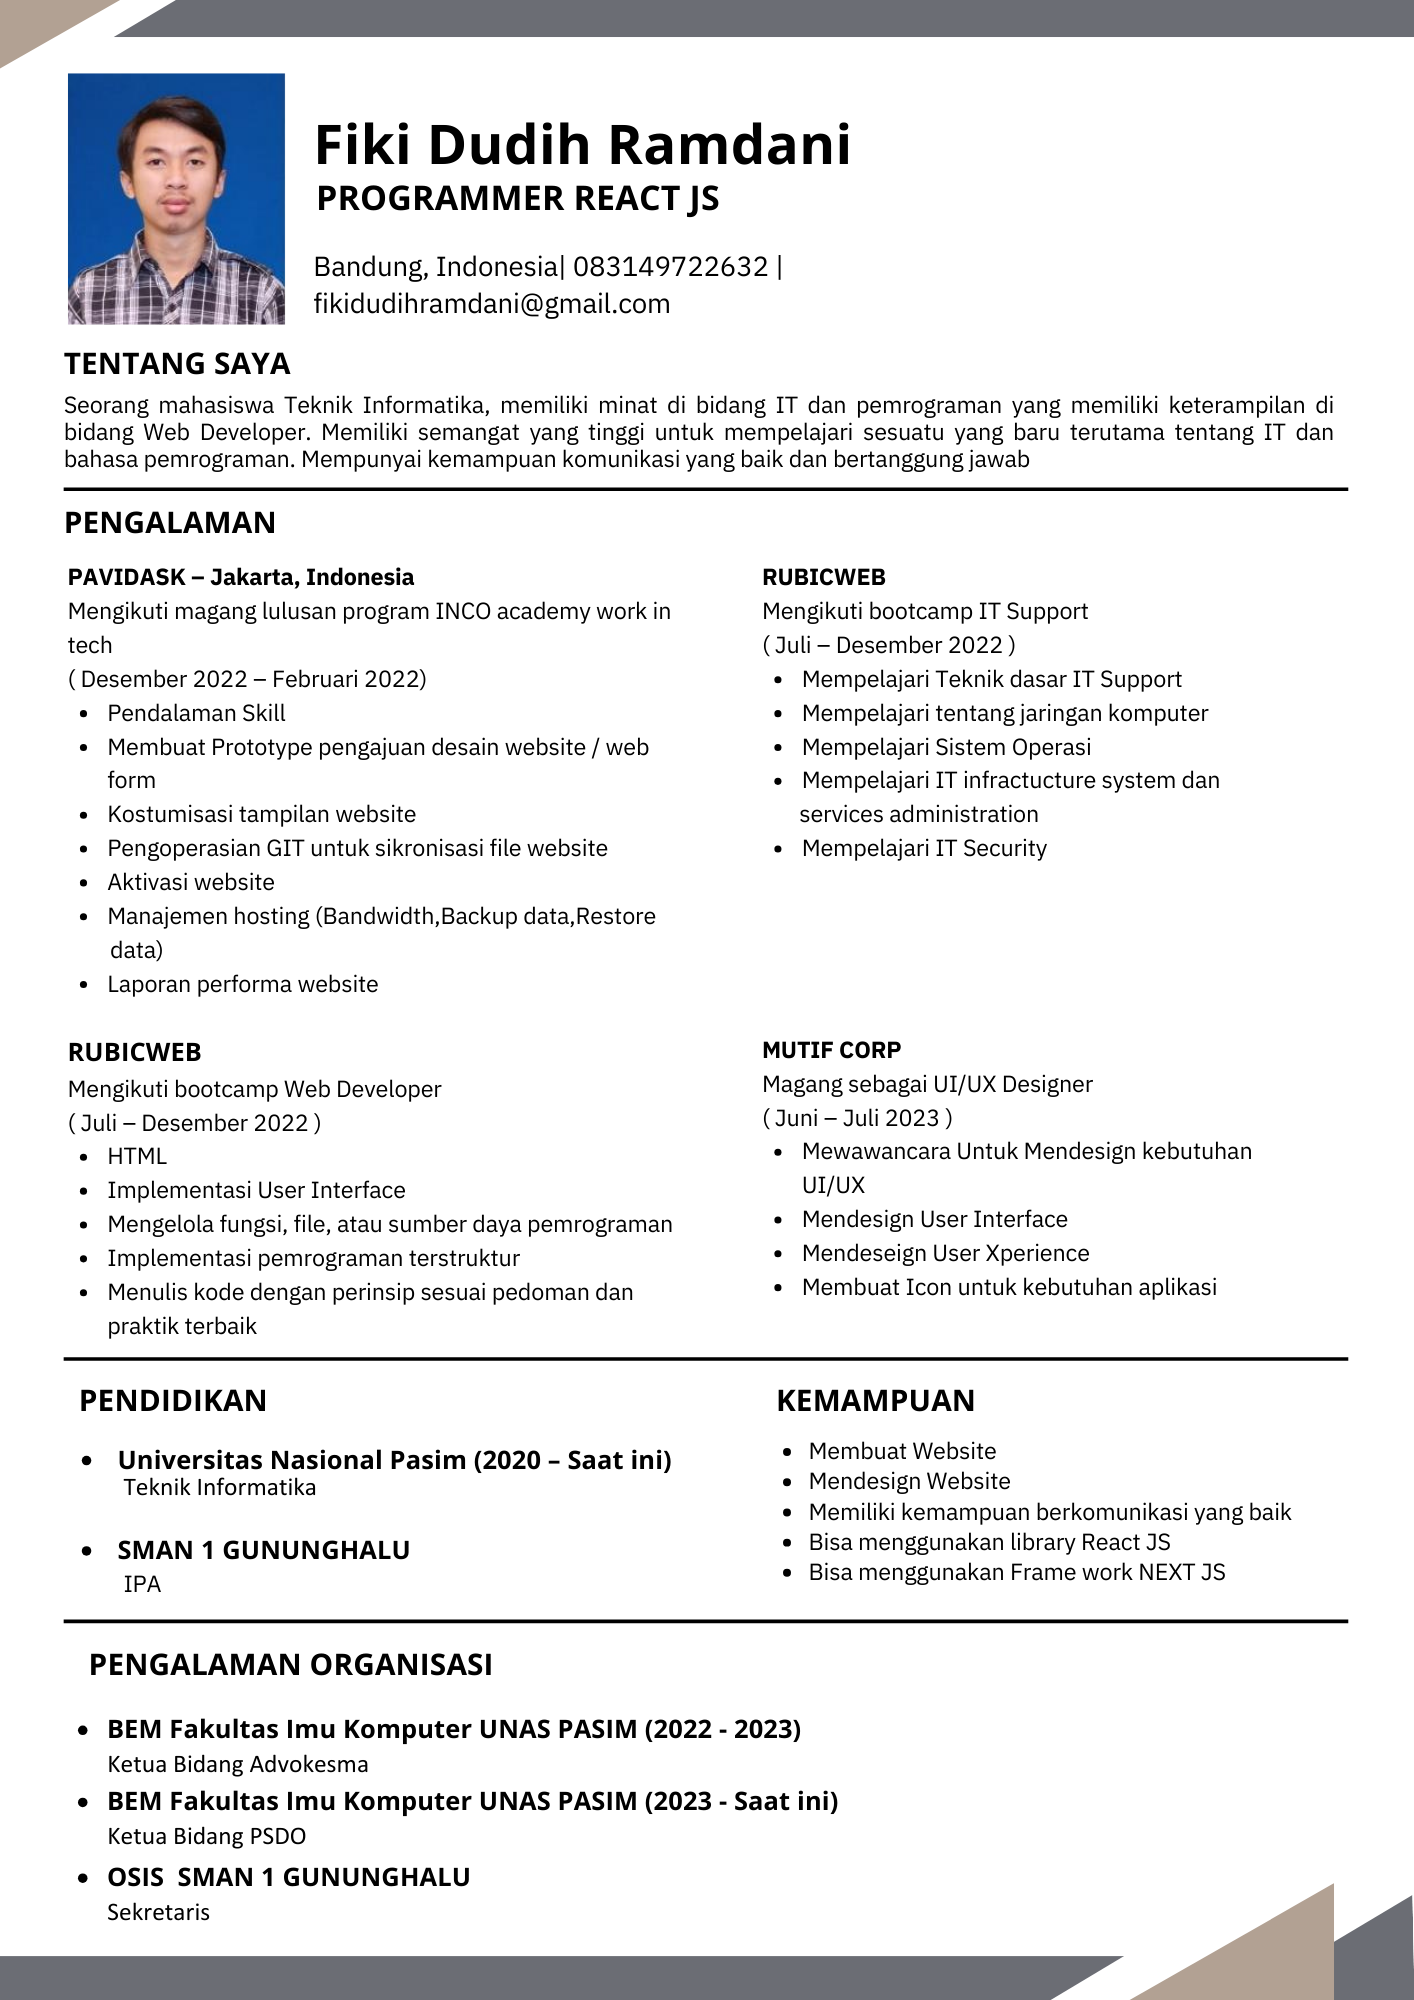 Fiki Dudih Ramdani
PROGRAMMER REACT JS
Bandung, Indonesia| 083149722632 |
fikidudihramdani@gmail.com
TENTANG SAYA
Seorang mahasiswa Teknik Informatika, memiliki minat di bidang IT dan pemrograman yang memiliki keterampilan di
bidang Web Developer. Memiliki semangat yang tinggi untuk mempelajari sesuatu yang baru terutama tentang IT dan
bahasa pemrograman. Mempunyai kemampuan komunikasi yang baik dan bertanggung jawab
PENGALAMAN
PAVIDASK – Jakarta, Indonesia
Mengikuti magang lulusan program INCO academy work in
tech
( Desember 2022 – Februari 2022)
• Pendalaman Skill
• Membuat Prototype pengajuan desain website / web
form
• Kostumisasi tampilan website
• Pengoperasian GIT untuk sikronisasi file website
• Aktivasi website
• Manajemen hosting (Bandwidth,Backup data,Restore
data)
• Laporan performa website
RUBICWEB
Mengikuti bootcamp IT Support
( Juli – Desember 2022 )
• Mempelajari Teknik dasar IT Support
• Mempelajari tentang jaringan komputer
• Mempelajari Sistem Operasi
• Mempelajari IT infractucture system dan
services administration
• Mempelajari IT Security
RUBICWEB
Mengikuti bootcamp Web Developer
( Juli – Desember 2022 )
• HTML
• Implementasi User Interface
• Mengelola fungsi, file, atau sumber daya pemrograman
• Implementasi pemrograman terstruktur
• Menulis kode dengan perinsip sesuai pedoman dan
praktik terbaik
MUTIF CORP
Magang sebagai UI/UX Designer
( Juni – Juli 2023 )
• Mewawancara Untuk Mendesign kebutuhan
UI/UX
• Mendesign User Interface
• Mendeseign User Xperience
• Membuat Icon untuk kebutuhan aplikasi
PENDIDIKAN
• Universitas Nasional Pasim (2020 – Saat ini)
Teknik Informatika
• SMAN 1 GUNUNGHALU
IPA
KEMAMPUAN
• Membuat Website
• Mendesign Website
• Memiliki kemampuan berkomunikasi yang baik
• Bisa menggunakan library React JS
• Bisa menggunakan Frame work NEXT JS
PENGALAMAN ORGANISASI
• BEM Fakultas Imu Komputer UNAS PASIM (2022 - 2023)
Ketua Bidang Advokesma
• BEM Fakultas Imu Komputer UNAS PASIM (2023 - Saat ini)
Ketua Bidang PSDO
• OSIS  SMAN 1 GUNUNGHALU
Sekretaris